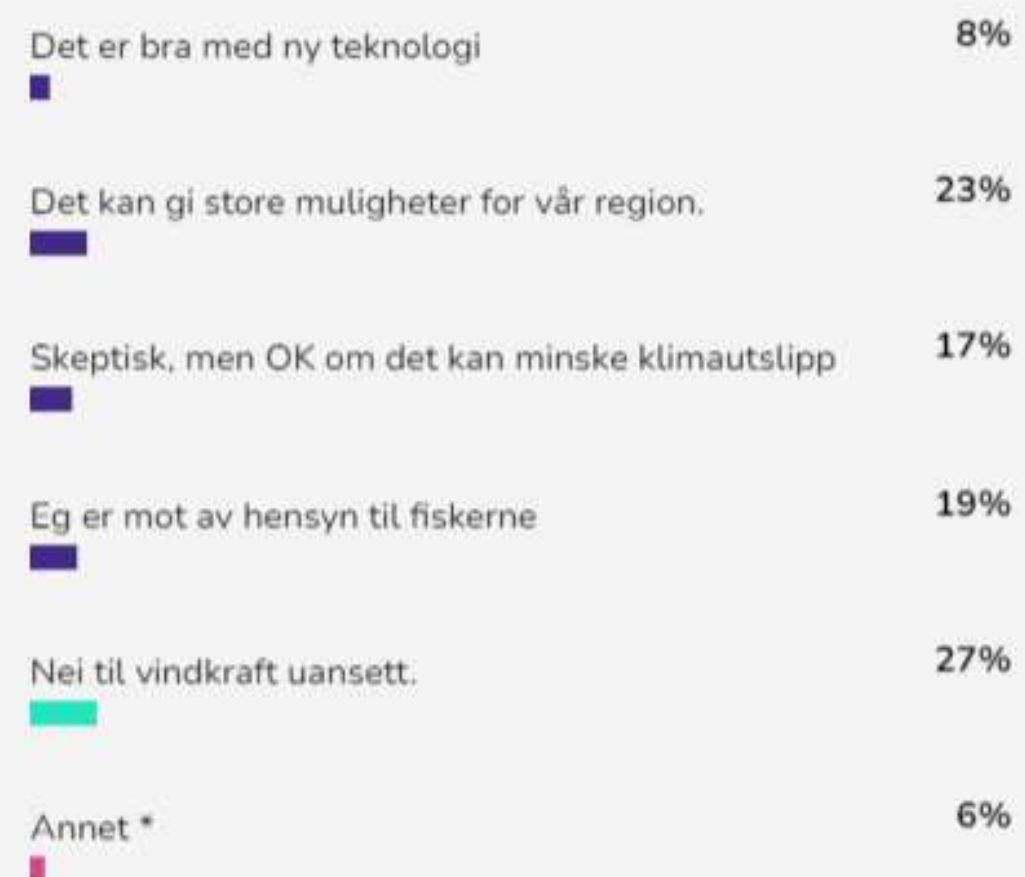 Det er bra med ny teknologi 8%
Det kan gi store muligheter for vår region. 23%
Skeptisk, men OK om det kan minske klimautslipp 17%
Eg er mot av hensyn til fiskerne 19%
Nei til vindkraft uansett. 27%
Annet * 6%